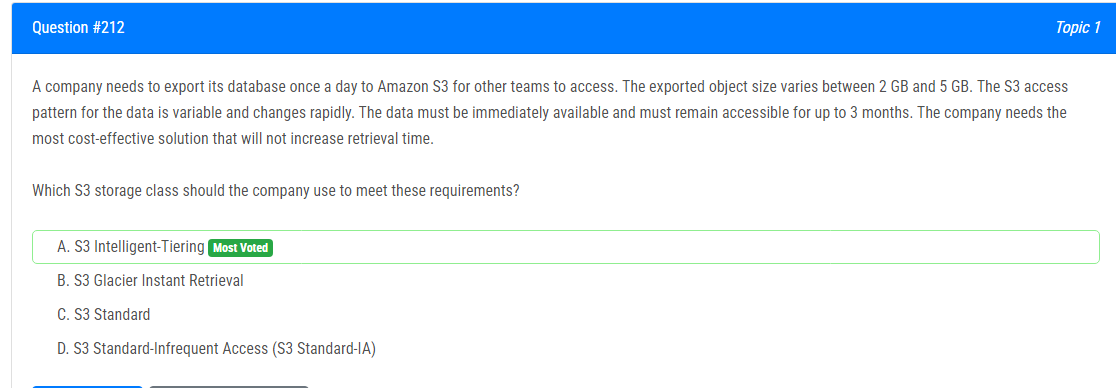 Question #212
Topic 1
A company needs to export its database once a day to Amazon S3 for other teams to access. The exported object size varies between 2 GB and 5 GB. The S3 access
pattern for the data is variable and changes rapidly. The data must be immediately available and must remain accessible for up to 3 months. The company needs the
most cost-effective solution that will not increase retrieval time.
Which S3 storage class should the company use to meet these requirements?
A. S3 Intelligent-Tiering Most Voted
B. S3 Glacier Instant Retrieval
C. S3 Standard
D. S3 Standard-Infrequent Access (S3 Standard-IA)